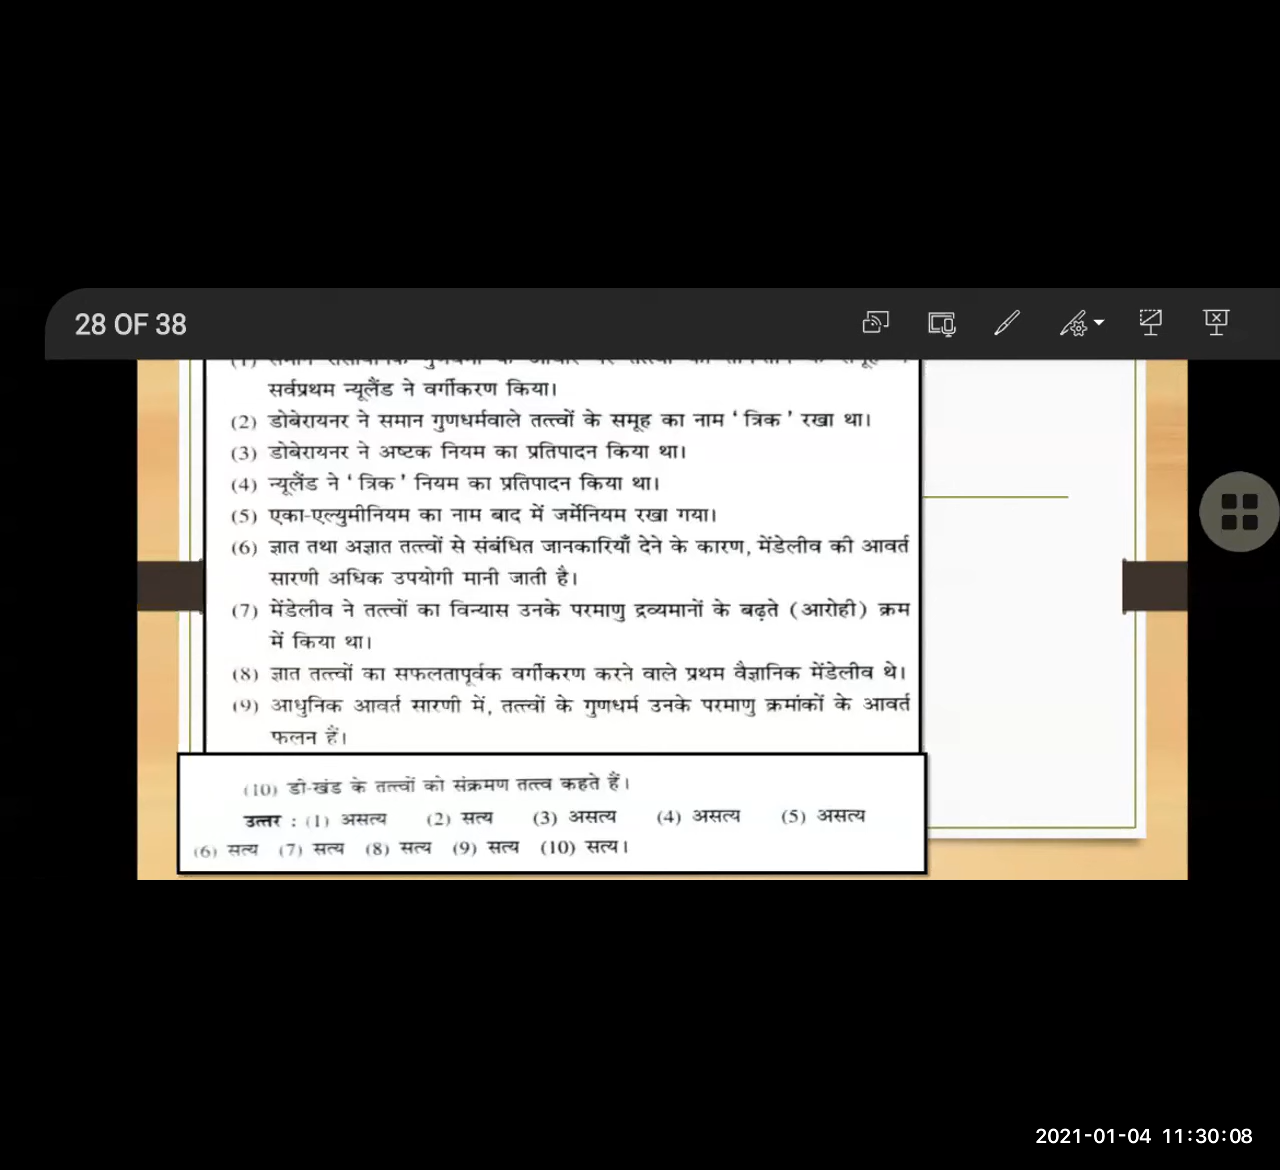 28 OF 38
सर्वप्रथम न्यूलैंड ने वर्गीकरण किया।
(2) डोबेरायनर ने समान गुणधर्मवाले तत्त्वों के समूह का नाम ‘ त्रिक ’ रखा था।
(3) डोबेरायनर ने अष्टक नियम का प्रतिपादन किया था।
(4) न्यूलैंड ने ‘ त्रिक ’ नियम का प्रतिपादन किया था।
(5) एका-एल्युमीनियम का नाम बाद में जर्मेनियम रखा गया।
(6) ज्ञात तथा अज्ञात तत्त्वों से संबंधित जानकारियाँ देने के कारण, मेंडेलीव की आवर्त
सारणी अधिक उपयोगी मानी जाती है।
(7) मेंडेलीव ने तत्त्वों का विन्यास उनके परमाणु द्रव्यमानों के बढ़ते (आरोही) क्रम
में किया था।
(8) ज्ञात तत्त्वों का सफलतापूर्वक वर्गीकरण करने वाले प्रथम वैज्ञानिक मेंडेलीव थे।
(9) आधुनिक आवर्त सारणी में, तत्त्वों के गुणधर्म उनके परमाणु क्रमांकों के आवर्त
फलन हैं।
(10) डी-खंड के तत्त्वों को संक्रमण तत्त्व कहते हैं।
उत्तर : (1) असत्य (2) सत्य (3) असत्य (4) असत्य (5) असत्य
(6) सत्य (7) सत्य (8) सत्य (9) सत्य (10) सत्य।
2021-01-04 11:30:08